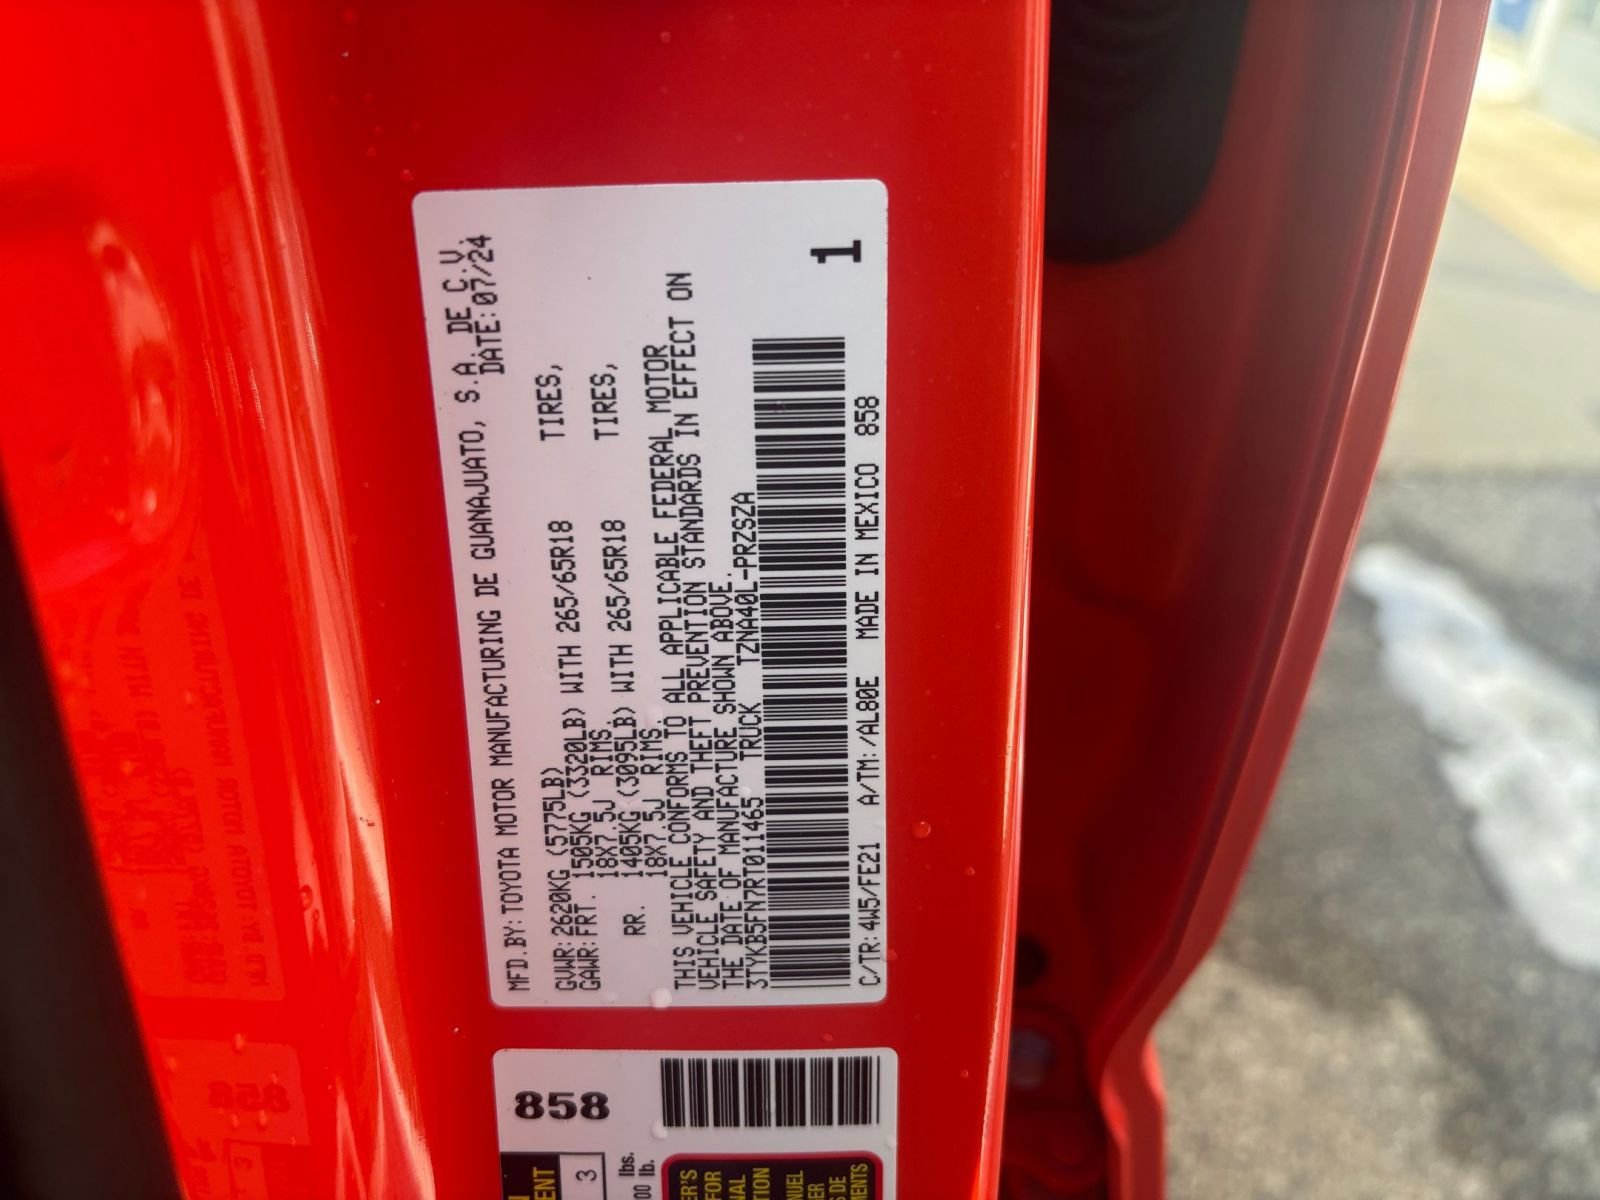 MFD.BY:TOYOTA MOTOR MANUFACTURING DE GUANAJUATO, S.A. DE C.V.
DATE:07/24
GVWR:2620KG (5775LB)
GAWR:FRT. 1505KG (3320LB) WITH 265/65R18 TIRES,
18X7.5J RIMS.
RR. 1405KG (3095LB) WITH 265/65R18 TIRES,
18X7.5J RIMS.
THIS VEHICLE CONFORMS TO ALL APPLICABLE FEDERAL MOTOR
VEHICLE SAFETY AND THEFT PREVENTION STANDARDS IN EFFECT ON
THE DATE OF MANUFACTURE SHOWN ABOVE.
3TYKB5FN7RT011465 TRUCK TZNA40L-PRZSZA
1
C/TR:4W5/FE21 A/TM:/AL80E MADE IN MEXICO 858
858
3
lbs.
00 lb.